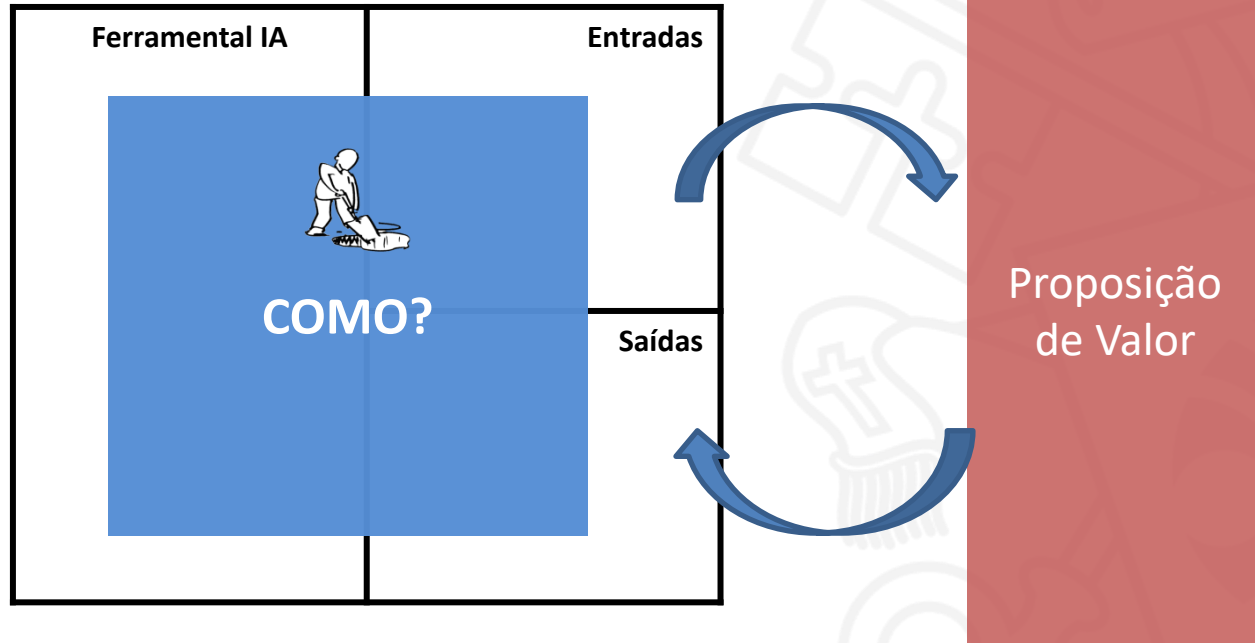 Ferramental IA
Entradas
COMO?
Saídas
Proposição
de Valor